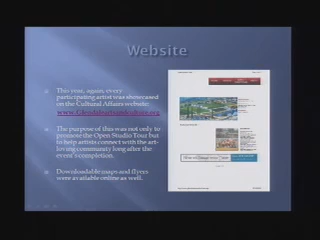 Website
This year, again, every
participating artist was showcased
on the Cultural Affairs website:
The purpose of this was not only to
promote the Open Studio Tour but
to help artists connect with the art-
loving community long after the
event's completion.
Downloadable maps and flyers
were available online as well.